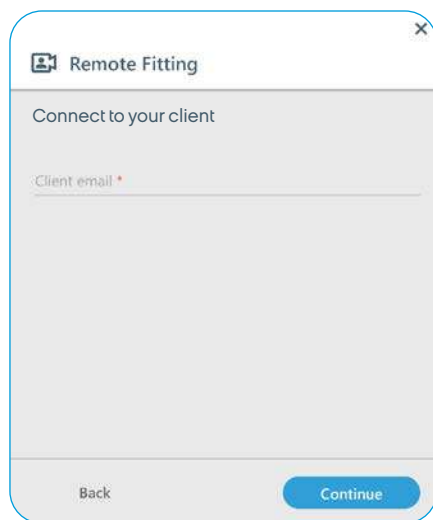 Remote Fitting
Connect to your client
Client email *
Back
Continue